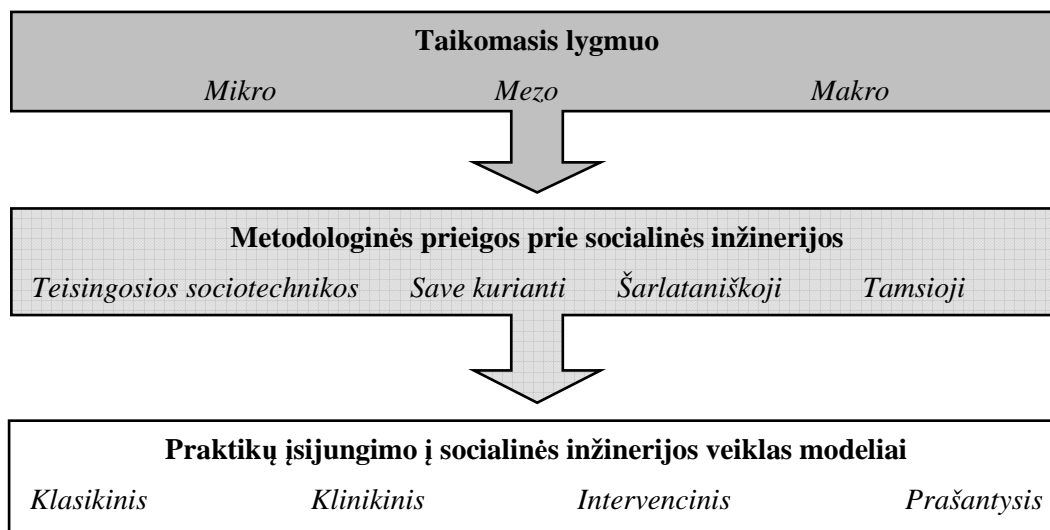 Taikomasis lygmuo
Mikro Mezo Makro
Metodologinės prieigos prie socialinės inžinerijos
Teisingosios sociotechnikos Save kurianti Šarlataniškoji Tamsioji
Praktikų įsijungimo į socialinės inžinerijos veiklas modeliai
Klasikinis Klinikinis Intervencinis Prašantysis